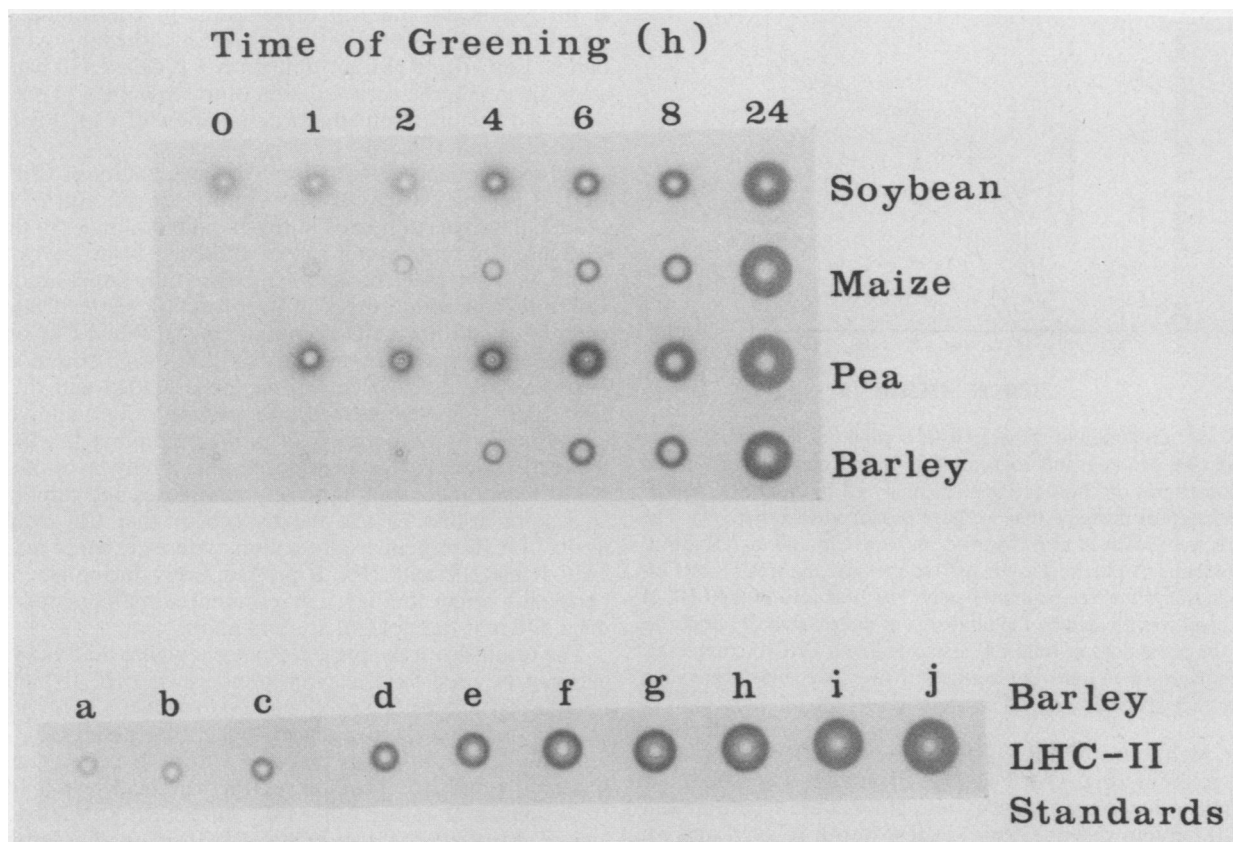 Time of Greening (h)
0 1 2 4 6 8 24
Soybean
Maize
Pea
Barley
a b c d e f g h i j
Barley
LHC-II
Standards